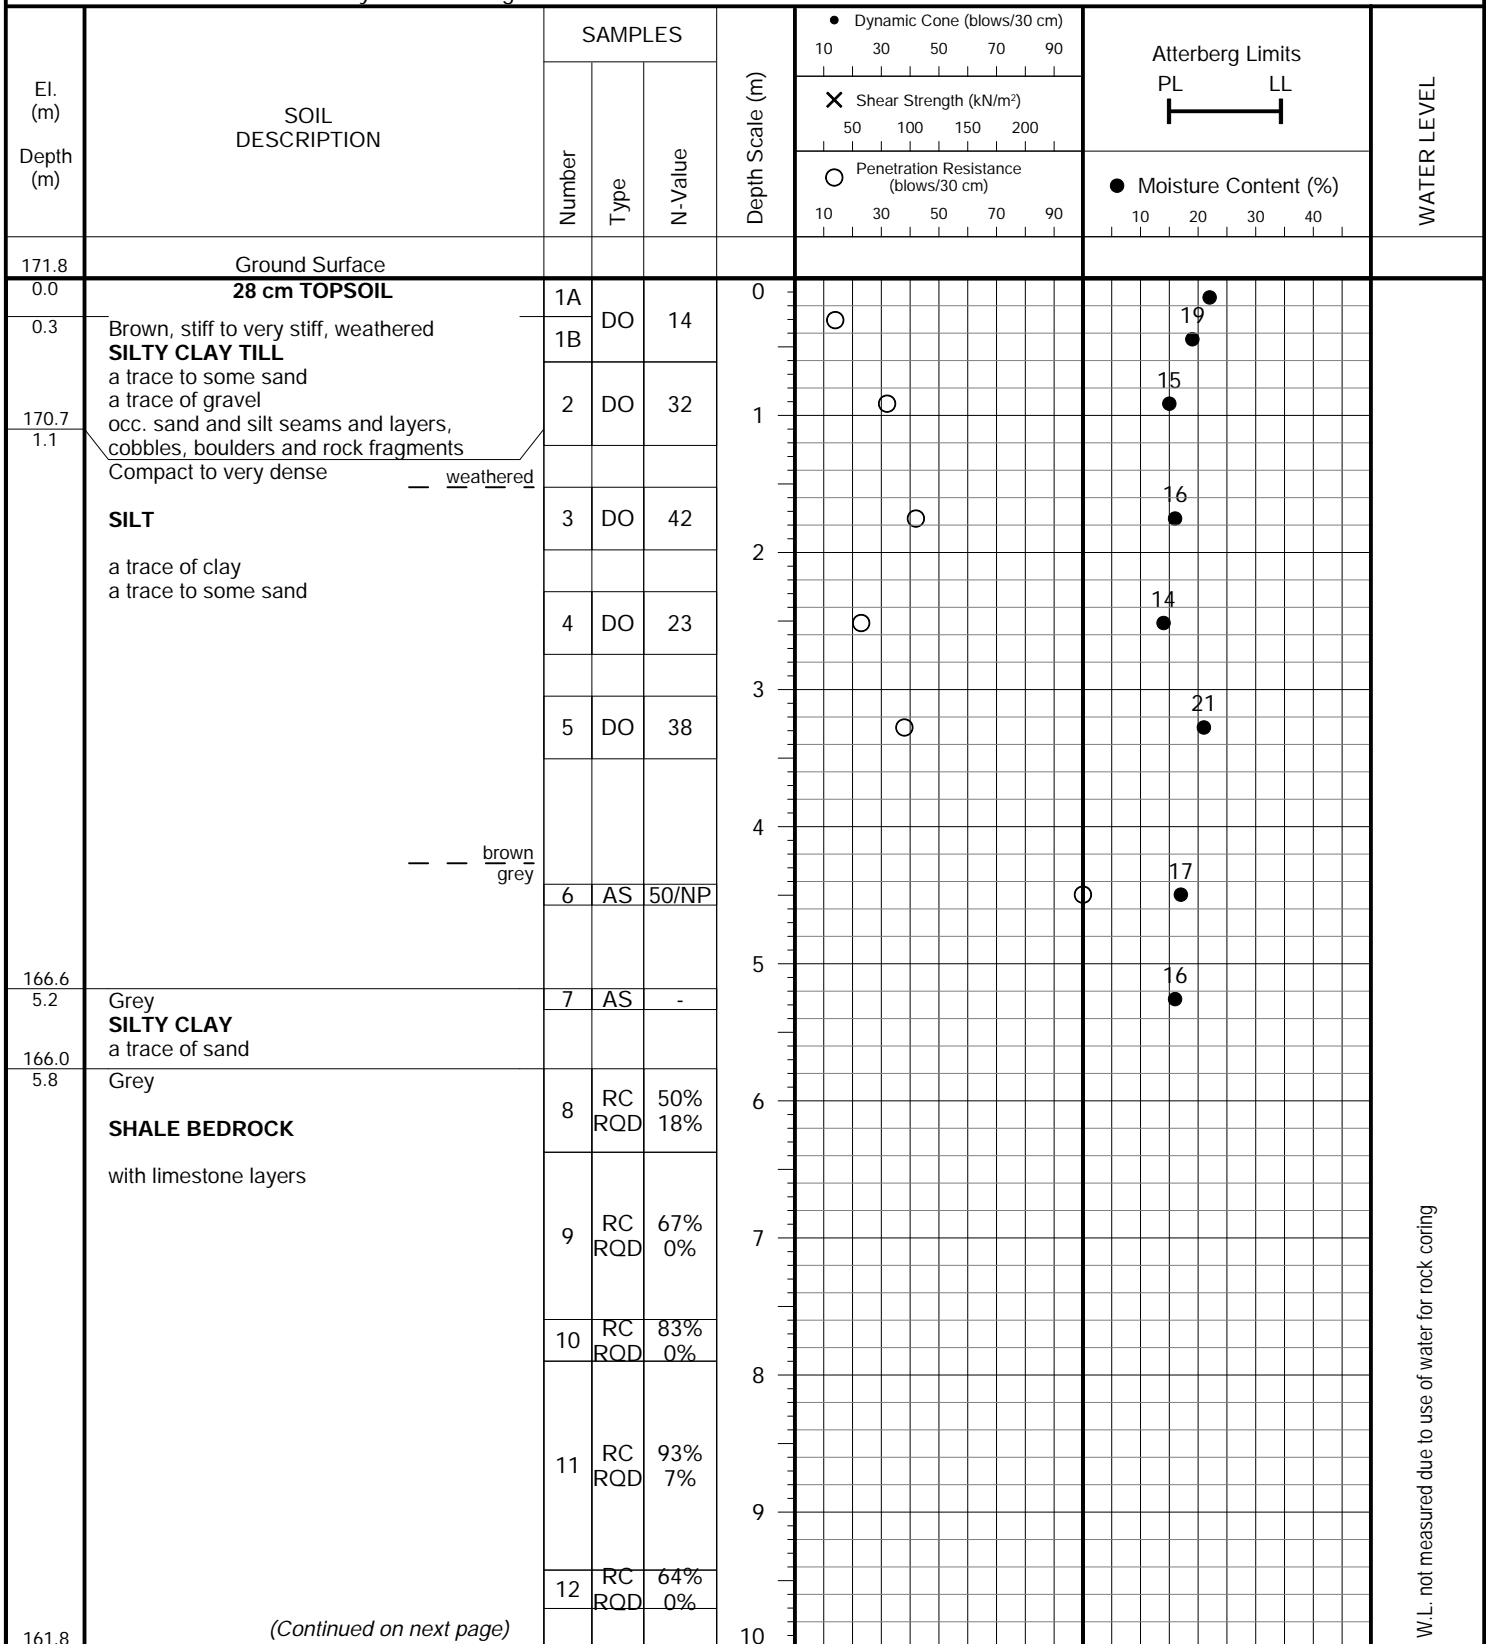 SAMPLES
El.
(m)
Depth
(m)
SOIL
DESCRIPTION
Number
Type
N-Value
Depth Scale (m)
● Dynamic Cone (blows/30 cm)
10 30 50 70 90
✕ Shear Strength (kN/m²)
50 100 150 200
○ Penetration Resistance
(blows/30 cm)
10 30 50 70 90
Atterberg Limits
PL LL
● Moisture Content (%)
10 20 30 40
WATER LEVEL
171.8 Ground Surface
0.0 28 cm TOPSOIL
1A
DO 14
0
0.3 Brown, stiff to very stiff, weathered
1B
19
SILTY CLAY TILL
a trace to some sand
a trace of gravel
2 DO 32
15
170.7 occ. sand and silt seams and layers,
1
1.1 cobbles, boulders and rock fragments
Compact to very dense
weathered
SILT
3 DO 42
16
2
a trace of clay
a trace to some sand
4 DO 23
14
3
5 DO 38
21
4
brown
grey
6 AS 50/NP
17
5
166.6
5.2 Grey
7 AS -
16
SILTY CLAY
a trace of sand
166.0
5.8 Grey
8 RC 50%
RQD 18%
6
SHALE BEDROCK
with limestone layers
9 RC 67%
RQD 0%
7
10 RC 83%
RQD 0%
8
11 RC 93%
RQD 7%
9
12 RC 64%
RQD 0%
(Continued on next page)
161.8
10
W.L. not measured due to use of water for rock coring